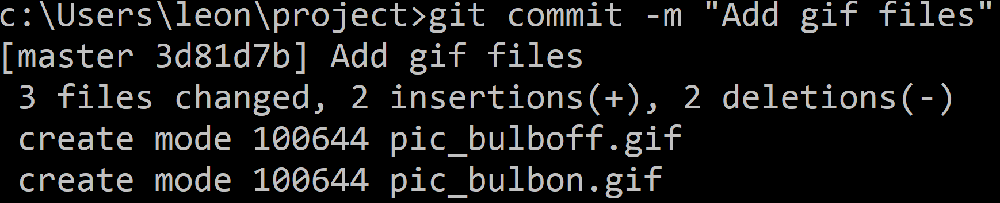 c:\Users\leon\project>git commit -m "Add gif files"
[master 3d81d7b] Add gif files
 3 files changed, 2 insertions(+), 2 deletions(-)
 create mode 100644 pic_bulboff.gif
 create mode 100644 pic_bulbon.gif